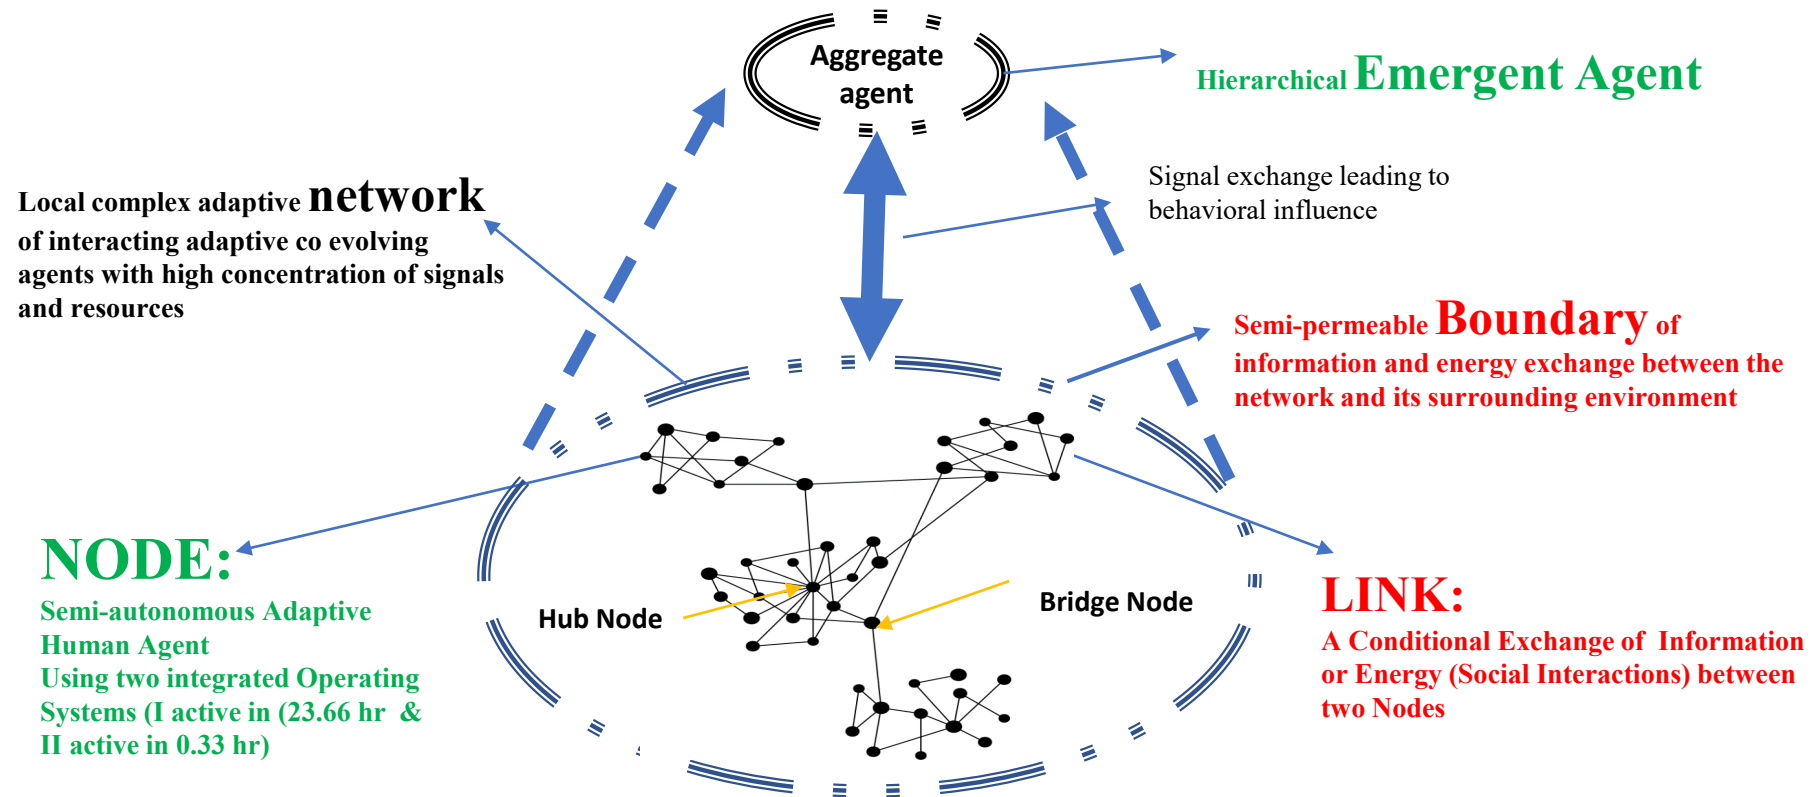 Aggregate
agent
Hierarchical Emergent Agent
Signal exchange leading to
behavioral influence
Local complex adaptive network
of interacting adaptive co evolving
agents with high concentration of signals
and resources
Semi-permeable Boundary of
information and energy exchange between the
network and its surrounding environment
NODE:
Semi-autonomous Adaptive
Human Agent
Using two integrated Operating
Systems (I active in (23.66 hr &
II active in 0.33 hr)
Hub Node
Bridge Node
LINK:
A Conditional Exchange of Information
or Energy (Social Interactions) between
two Nodes